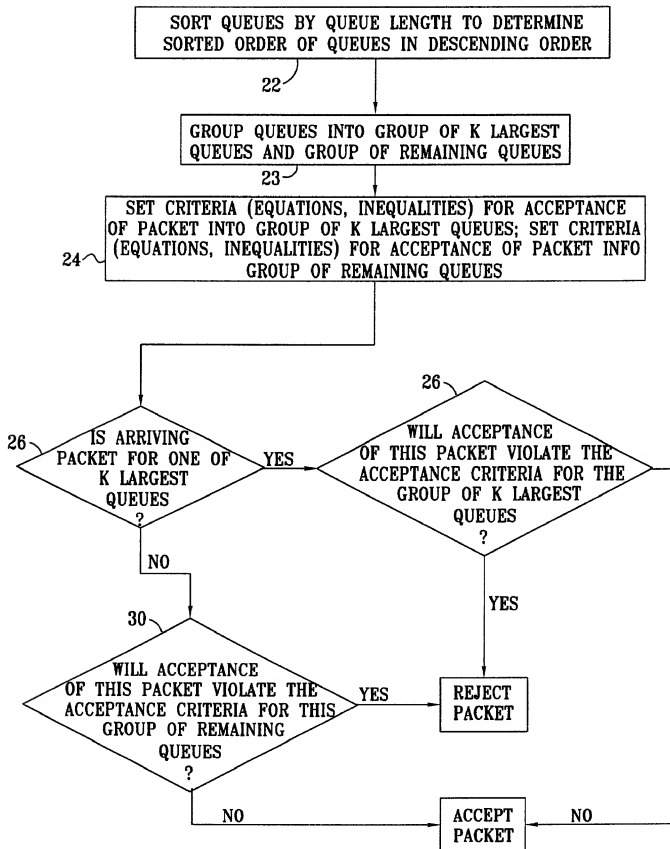 SORT QUEUES BY QUEUE LENGTH TO DETERMINE
SORTED ORDER OF QUEUES IN DESCENDING ORDER
22
GROUP QUEUES INTO GROUP OF K LARGEST
QUEUES AND GROUP OF REMAINING QUEUES
23
SET CRITERIA (EQUATIONS, INEQUALITIES) FOR ACCEPTANCE
OF PACKET INTO GROUP OF K LARGEST QUEUES; SET CRITERIA
(EQUATIONS, INEQUALITIES) FOR ACCEPTANCE OF PACKET INFO
GROUP OF REMAINING QUEUES
24
26
IS ARRIVING
PACKET FOR ONE OF
K LARGEST
QUEUES
?
YES
26
WILL ACCEPTANCE
OF THIS PACKET VIOLATE THE
ACCEPTANCE CRITERIA FOR THE
GROUP OF K LARGEST
QUEUES
?
NO
YES
30
WILL ACCEPTANCE
OF THIS PACKET VIOLATE THE
ACCEPTANCE CRITERIA FOR THIS
GROUP OF REMAINING
QUEUES
?
YES
REJECT
PACKET
NO
ACCEPT
PACKET
NO